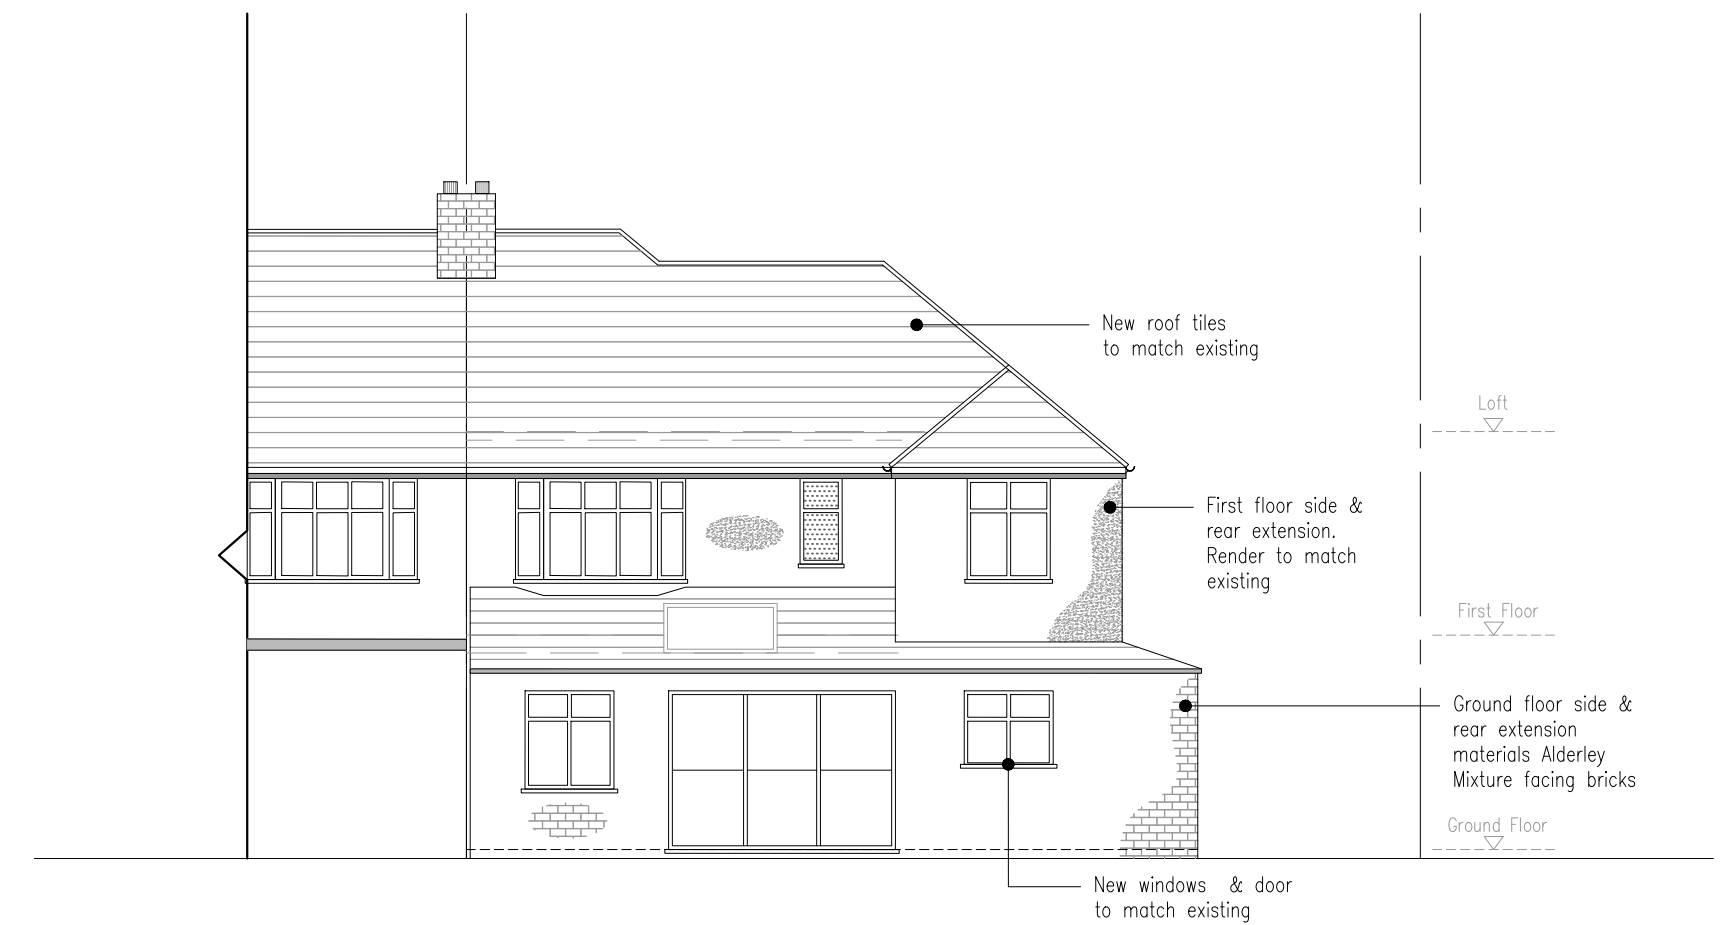 New roof tiles
to match existing
Loft
First floor side &
rear extension.
Render to match
existing
First Floor
Ground floor side &
rear extension
materials Alderley
Mixture facing bricks
Ground Floor
New windows & door
to match existing